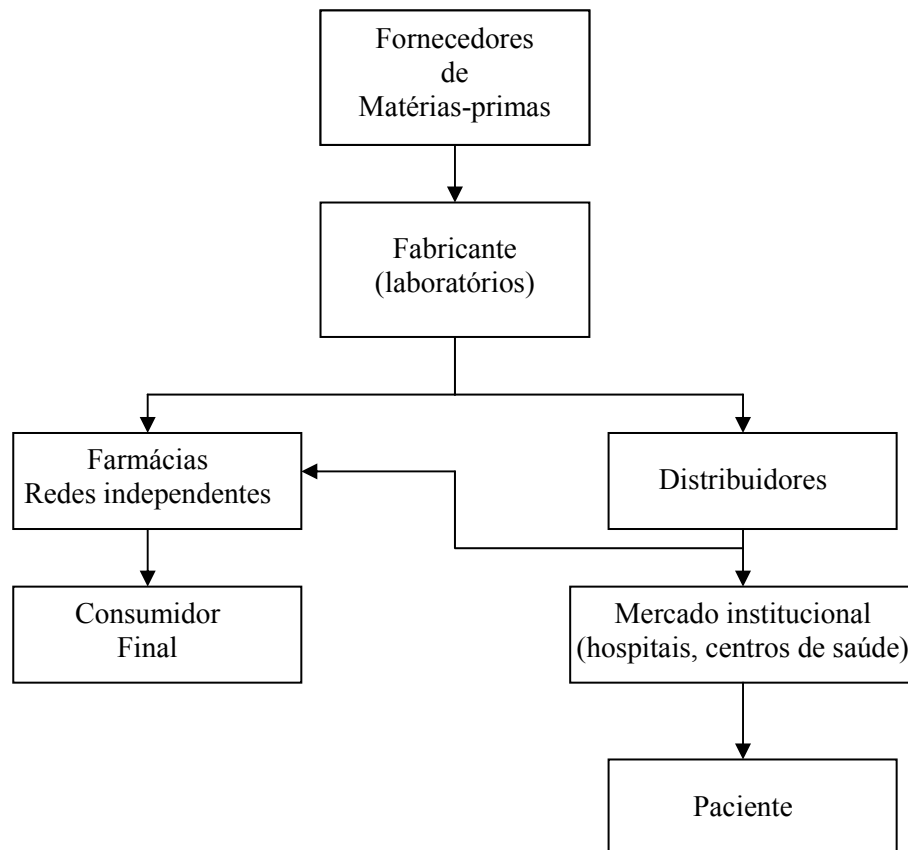 Fornecedores
de
Matérias-primas
Fabricante
(laboratórios)
Farmácias
Redes independentes
Distribuidores
Consumidor
Final
Mercado institucional
(hospitais, centros de saúde)
Paciente